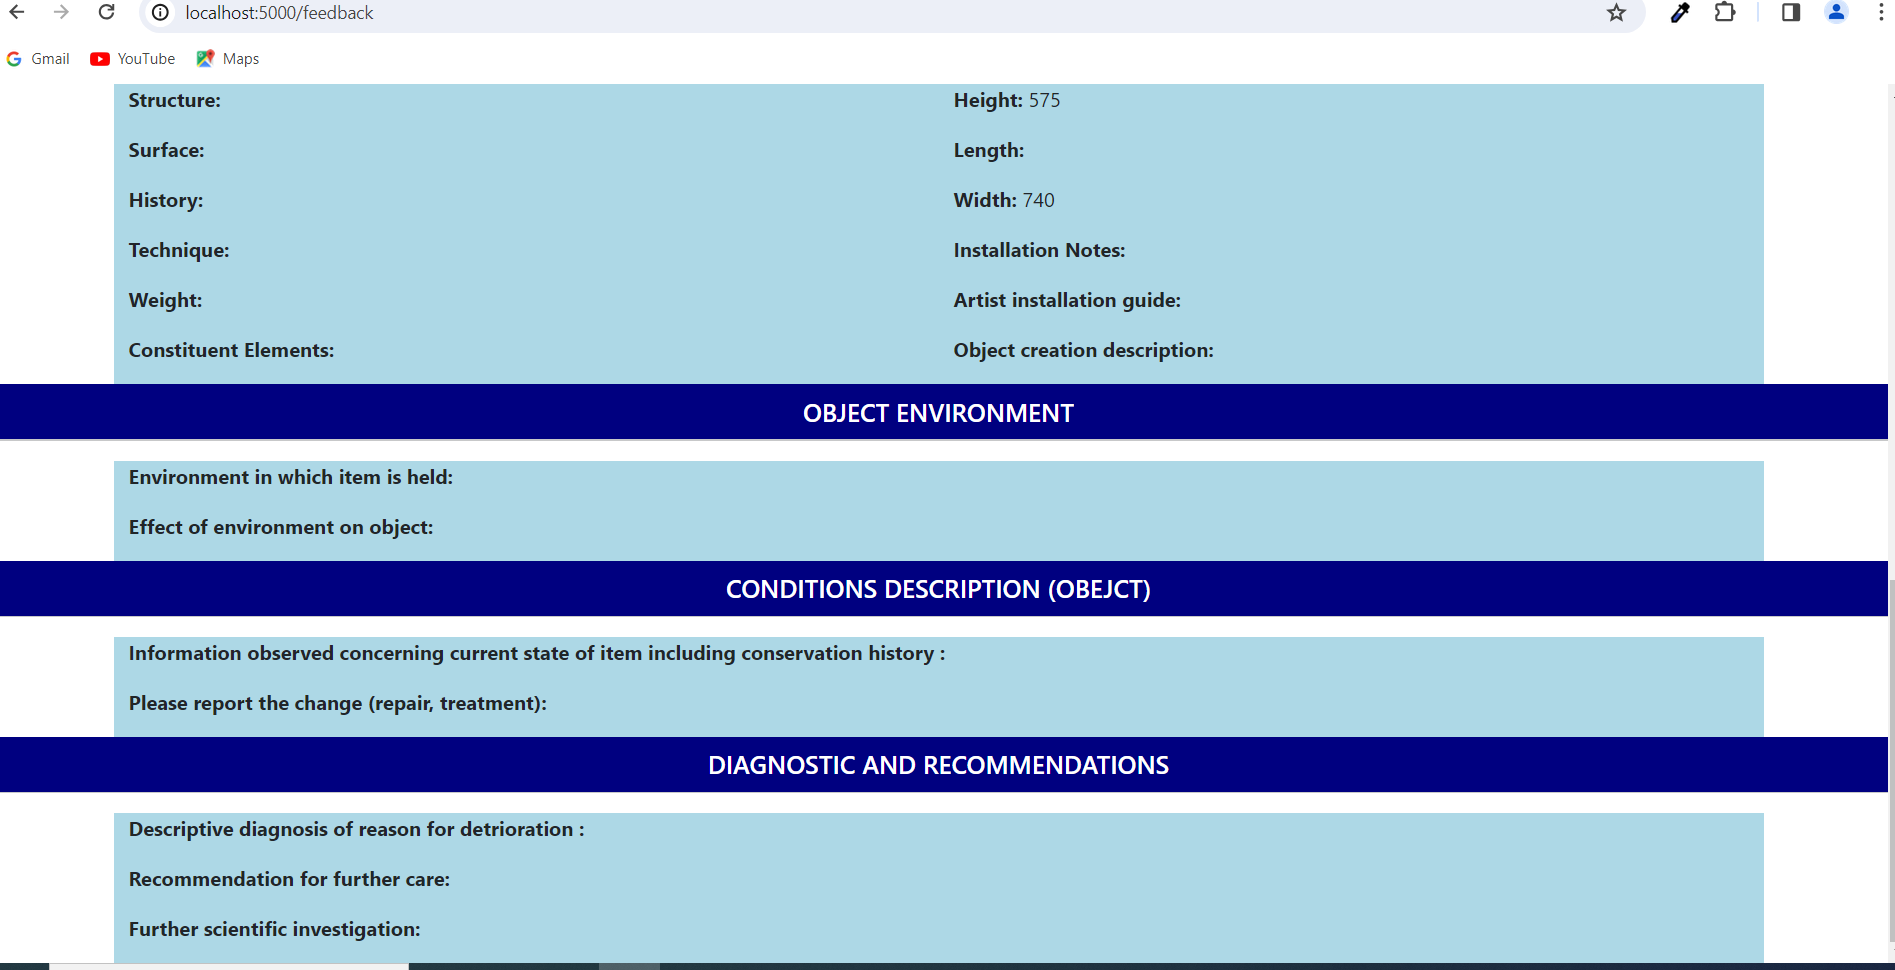 localhost:5000/feedback
Gmail YouTube Maps
Structure: Height: 575
Surface: Length:
History: Width: 740
Technique: Installation Notes:
Weight: Artist installation guide:
Constituent Elements: Object creation description:
OBJECT ENVIRONMENT
Environment in which item is held:
Effect of environment on object:
CONDITIONS DESCRIPTION (OBEJCT)
Information observed concerning current state of item including conservation history :
Please report the change (repair, treatment):
DIAGNOSTIC AND RECOMMENDATIONS
Descriptive diagnosis of reason for detrioration :
Recommendation for further care:
Further scientific investigation: